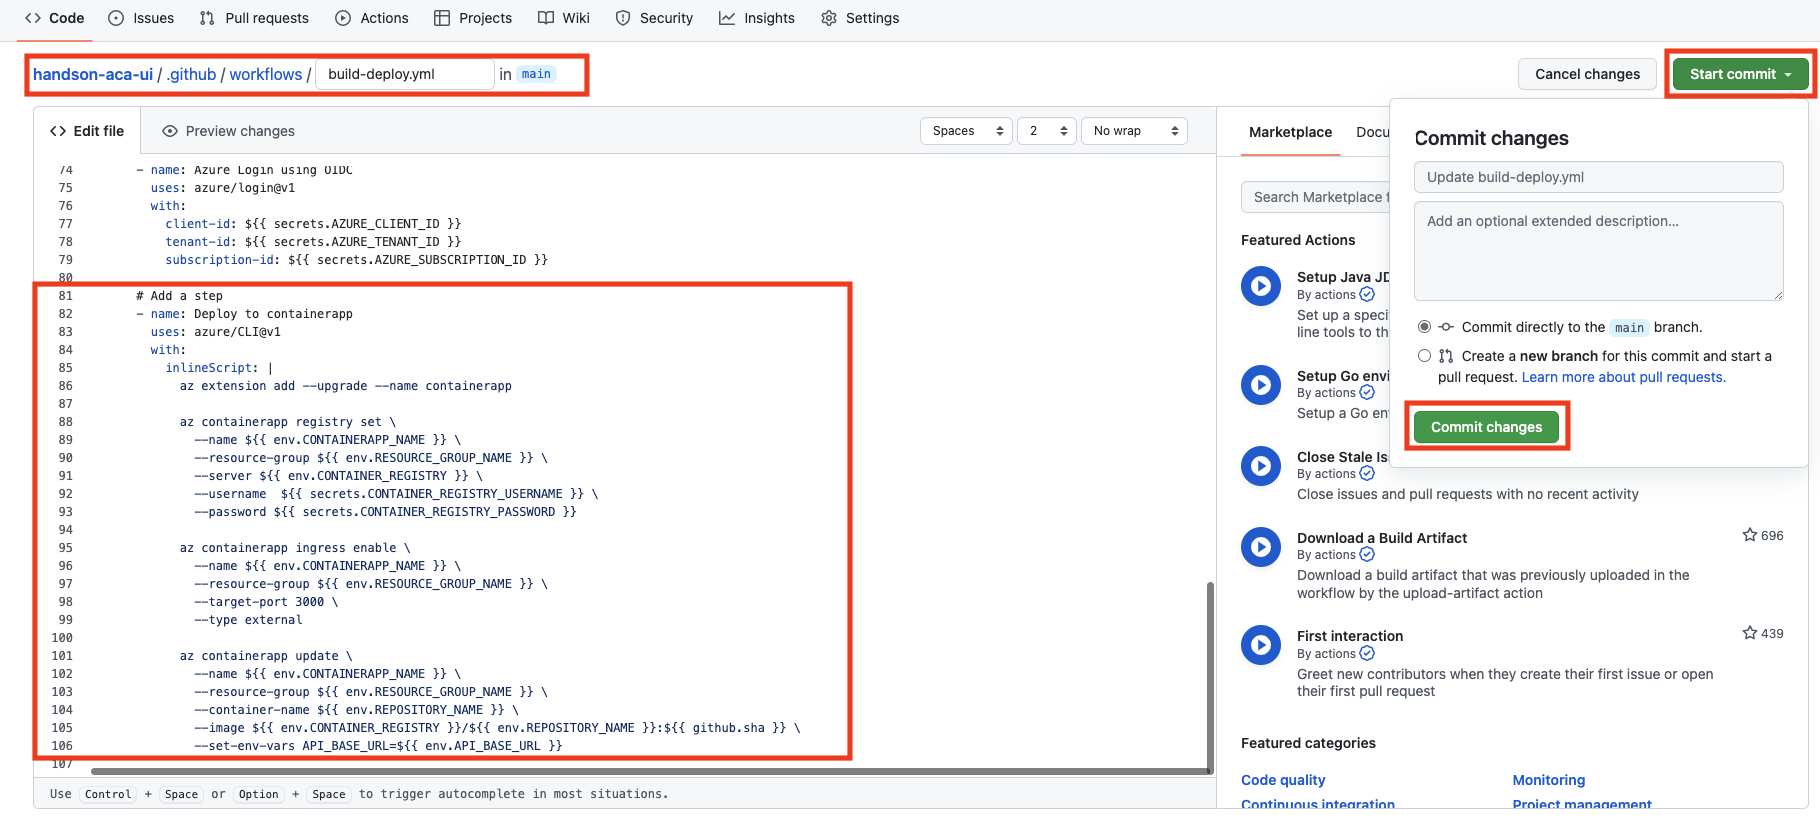 Code Issues Pull requests Actions Projects Wiki Security Insights Settings
handson-aca-ui / .github / workflows / build-deploy.yml in main
Cancel changes Start commit
Edit file Preview changes Spaces 2 No wrap
74 - name: Azure Login using OIDC
75 uses: azure/login@v1
76 with:
77 client-id: ${{ secrets.AZURE_CLIENT_ID }}
78 tenant-id: ${{ secrets.AZURE_TENANT_ID }}
79 subscription-id: ${{ secrets.AZURE_SUBSCRIPTION_ID }}
80
81 # Add a step
82 - name: Deploy to containerapp
83 uses: azure/CLI@v1
84 with:
85 inlineScript: |
86 az extension add --upgrade --name containerapp
87
88 az containerapp registry set \
89 --name ${{ env.CONTAINERAPP_NAME }} \
90 --resource-group ${{ env.RESOURCE_GROUP_NAME }} \
91 --server ${{ env.CONTAINER_REGISTRY }} \
92 --username  ${{ secrets.CONTAINER_REGISTRY_USERNAME }} \
93 --password ${{ secrets.CONTAINER_REGISTRY_PASSWORD }}
94
95 az containerapp ingress enable \
96 --name ${{ env.CONTAINERAPP_NAME }} \
97 --resource-group ${{ env.RESOURCE_GROUP_NAME }} \
98 --target-port 3000 \
99 --type external
100
101 az containerapp update \
102 --name ${{ env.CONTAINERAPP_NAME }} \
103 --resource-group ${{ env.RESOURCE_GROUP_NAME }} \
104 --container-name ${{ env.REPOSITORY_NAME }} \
105 --image ${{ env.CONTAINER_REGISTRY }}/${{ env.REPOSITORY_NAME }}:${{ github.sha }} \
106 --set-env-vars API_BASE_URL=${{ env.API_BASE_URL }}
107
Use Control + Space or Option + Space to trigger autocomplete in most situations.
Marketplace Docu
Search Marketplace f
Featured Actions
Setup Java JD
By actions
Set up a speci
line tools to th
Setup Go envi
By actions
Setup a Go en
Close Stale Is
By actions
Close issues and pull requests with no recent activity
Download a Build Artifact 696
By actions
Download a build artifact that was previously uploaded in the
workflow by the upload-artifact action
First interaction 439
By actions
Greet new contributors when they create their first issue or open
their first pull request
Featured categories
Code quality Monitoring
Continuous integration Project management
Commit changes
Update build-deploy.yml
Add an optional extended description...
Commit directly to the main branch.
Create a new branch for this commit and start a
pull request. Learn more about pull requests.
Commit changes